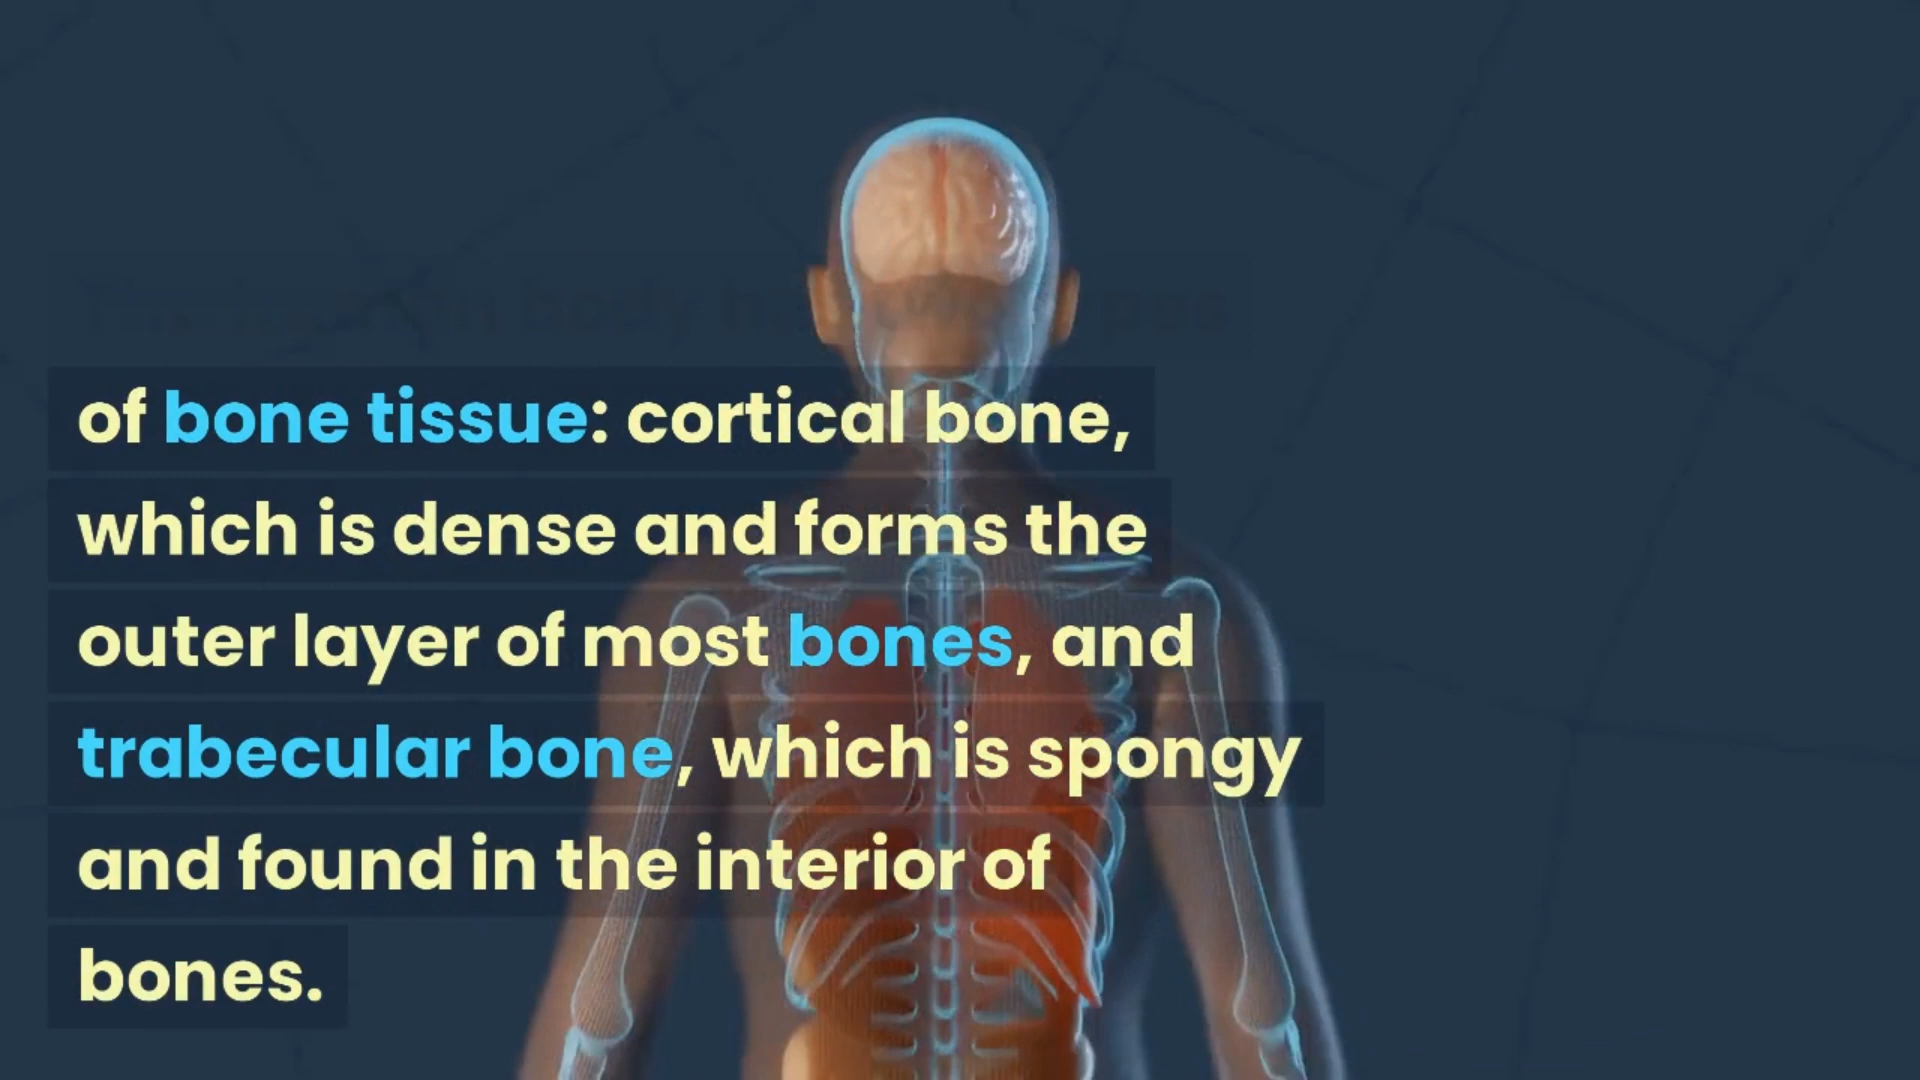 body
of bone tissue: cortical bone,
which is dense and forms the
outer layer of most bones, and
trabecular bone, which is spongy
and found in the interior of
bones.